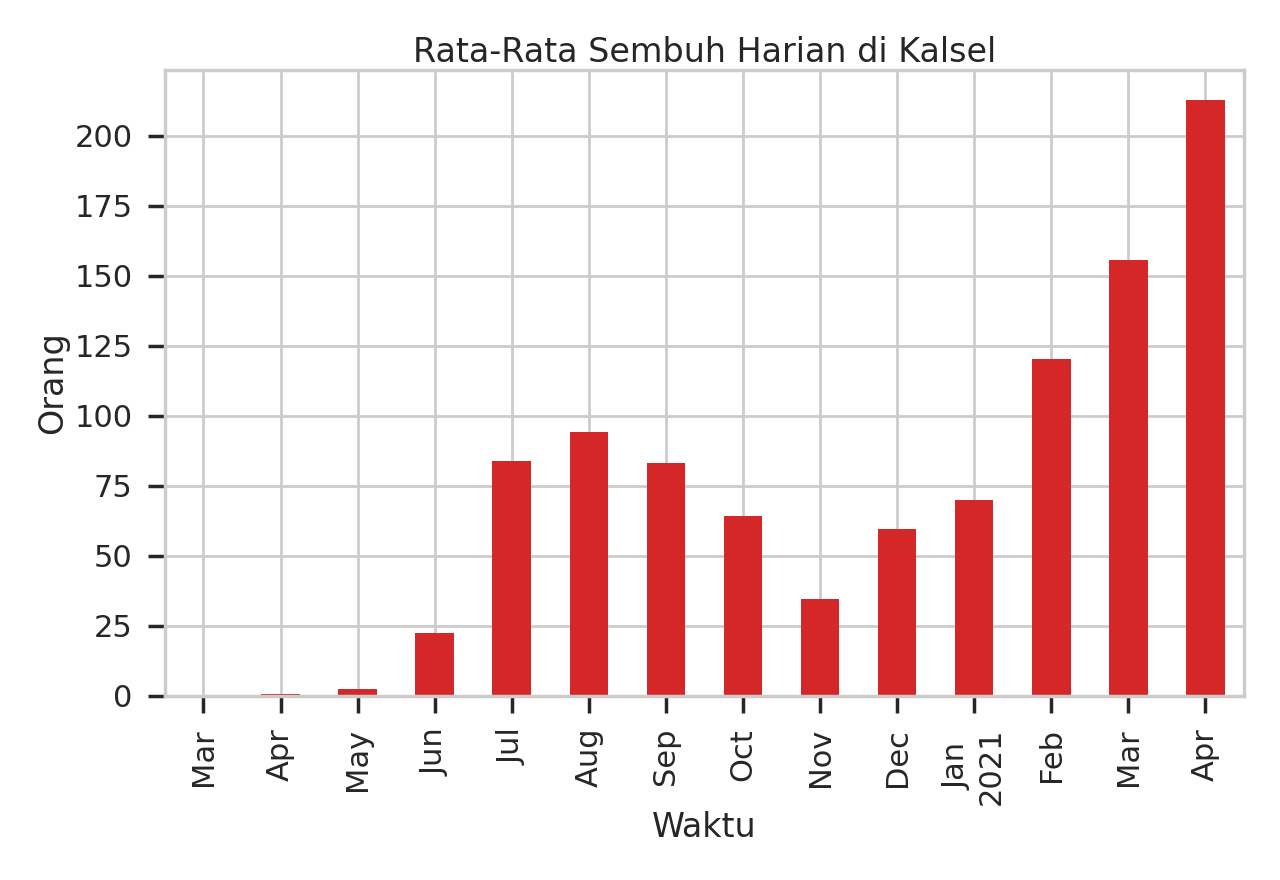 Rata-Rata Sembuh Harian di Kalsel
Orang
200
175
150
125
100
75
50
25
0
Mar
Apr
May
Jun
Jul
Aug
Sep
Oct
Nov
Dec
Jan
2021
Feb
Mar
Apr
Waktu